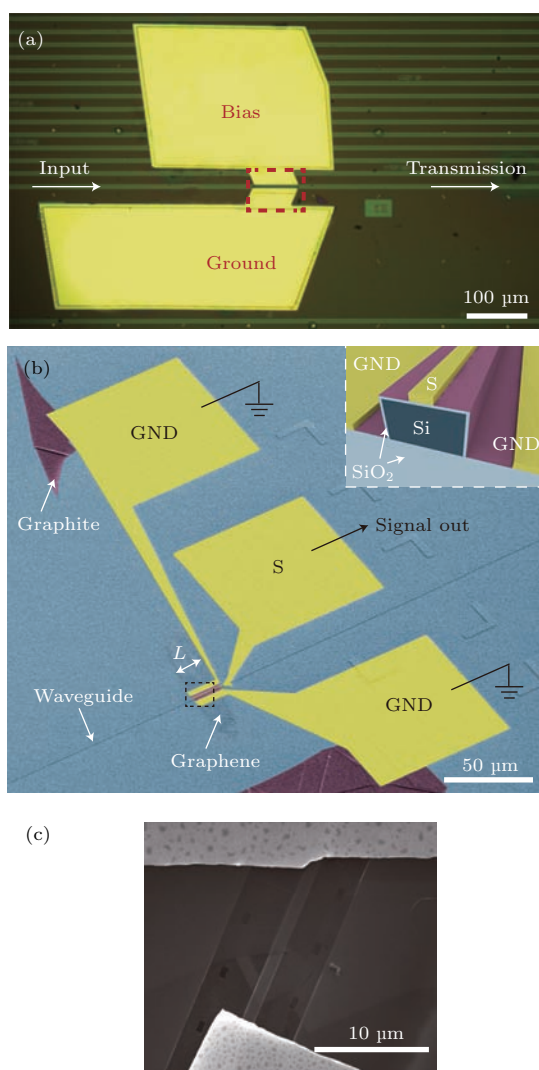 (a)
Bias
Input
Transmission
Ground
100 µm
(b)
GND
S
GND
Si
GND
SiO2
Graphite
Signal out
S
L
Waveguide
GND
Graphene
50 µm
(c)
10 µm